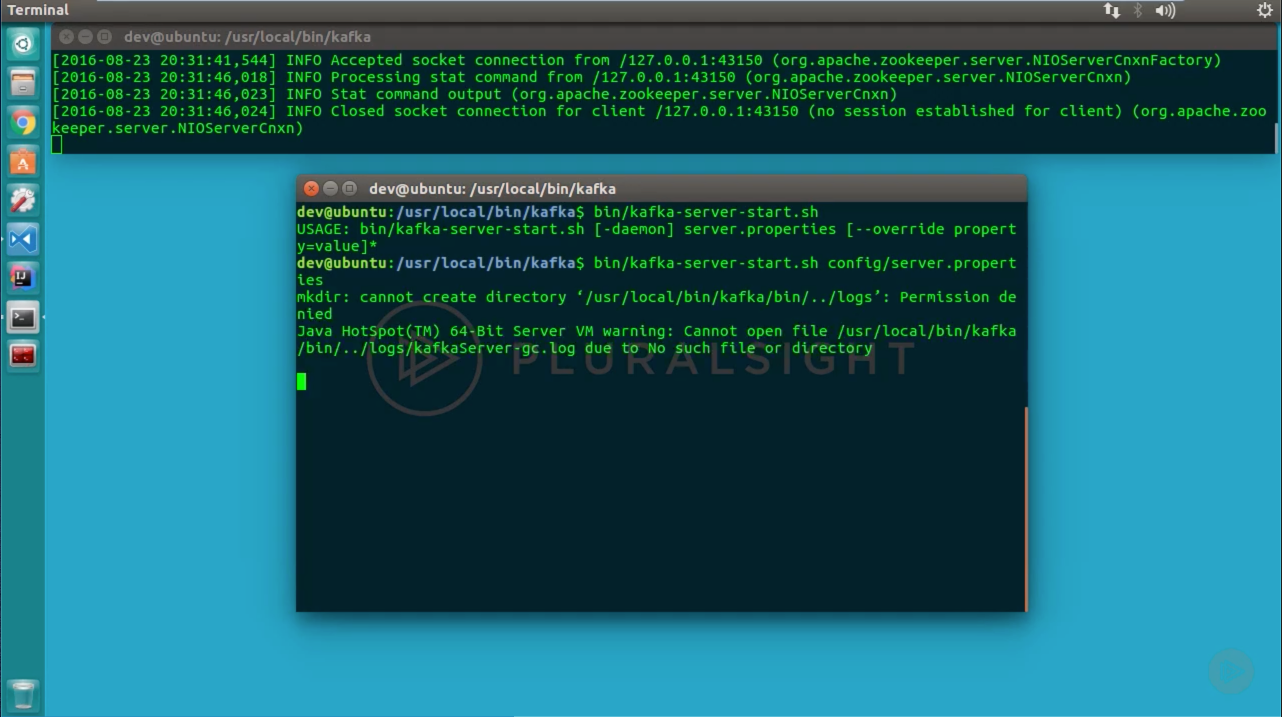 Terminal
dev@ubuntu: /usr/local/bin/kafka
[2016-08-23 20:31:41,544] INFO Accepted socket connection from /127.0.0.1:43150 (org.apache.zookeeper.server.NIOServerCnxnFactory)
[2016-08-23 20:31:46,018] INFO Processing stat command from /127.0.0.1:43150 (org.apache.zookeeper.server.NIOServerCnxn)
[2016-08-23 20:31:46,023] INFO Stat command output (org.apache.zookeeper.server.NIOServerCnxn)
[2016-08-23 20:31:46,024] INFO Closed socket connection for client /127.0.0.1:43150 (no session established for client) (org.apache.zoo
keeper.server.NIOServerCnxn)
dev@ubuntu: /usr/local/bin/kafka
dev@ubuntu:/usr/local/bin/kafka$ bin/kafka-server-start.sh
USAGE: bin/kafka-server-start.sh [-daemon] server.properties [--override propert
y=value]*
dev@ubuntu:/usr/local/bin/kafka$ bin/kafka-server-start.sh config/server.propert
ies
mkdir: cannot create directory ‘/usr/local/bin/kafka/bin/../logs’: Permission de
nied
Java HotSpot(TM) 64-Bit Server VM warning: Cannot open file /usr/local/bin/kafka
/bin/../logs/kafkaServer-gc.log due to No such file or directory
PLURALSIGHT